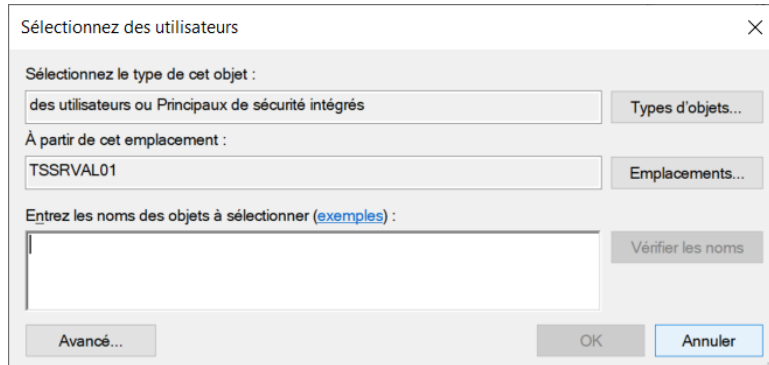 Sélectionnez des utilisateurs
Sélectionnez le type de cet objet :
des utilisateurs ou Principaux de sécurité intégrés
Types d'objets...
À partir de cet emplacement :
TSSRVAL01
Emplacements...
Entrez les noms des objets à sélectionner (exemples) :
Vérifier les noms
Avancé...
OK
Annuler